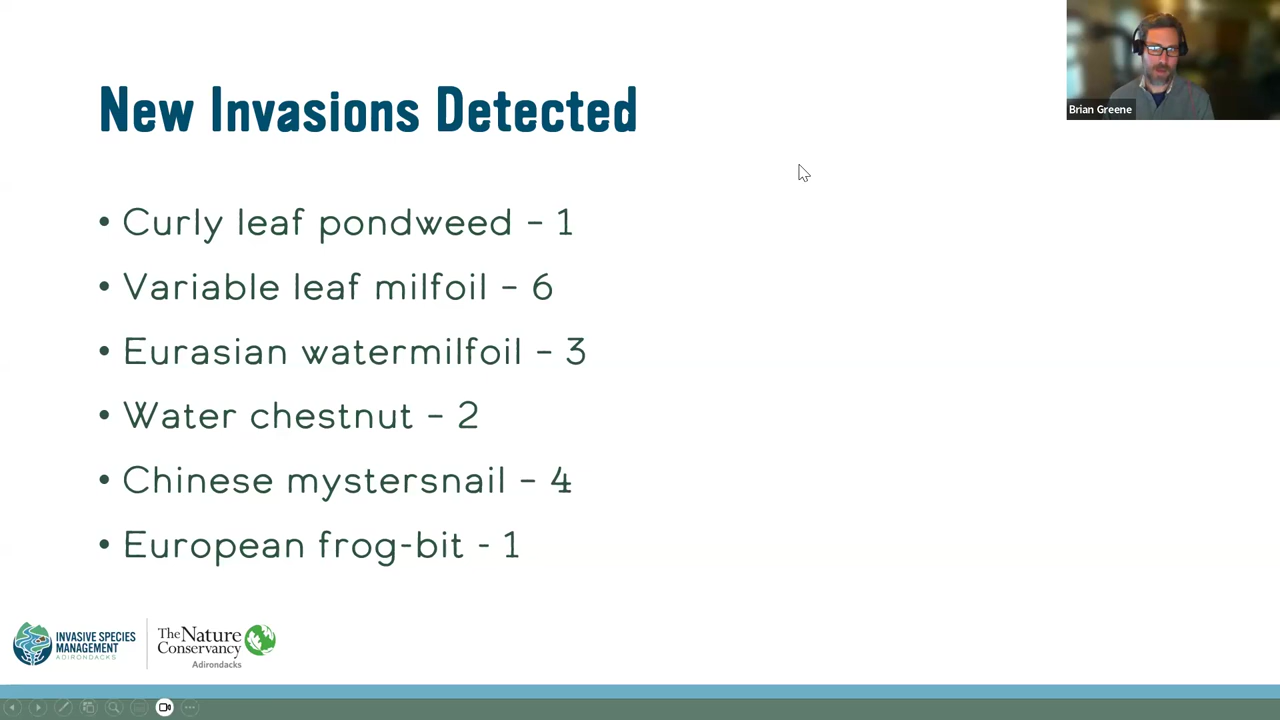 Brian Greene
New Invasions Detected
• Curly leaf pondweed – 1
• Variable leaf milfoil – 6
• Eurasian watermilfoil – 3
• Water chestnut – 2
• Chinese mystersnail – 4
• European frog-bit - 1
INVASIVE SPECIES
MANAGEMENT
ADIRONDACKS
The Nature
Conservancy
Adirondacks